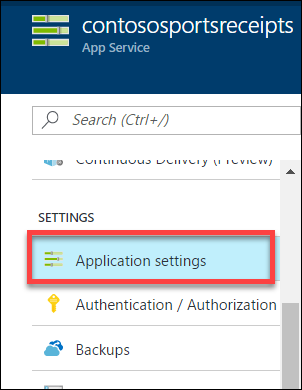 contososportsreceipts
App Service
Search (Ctrl+/)
Continuous Delivery (Preview)
SETTINGS
Application settings
Authentication / Authorization
Backups